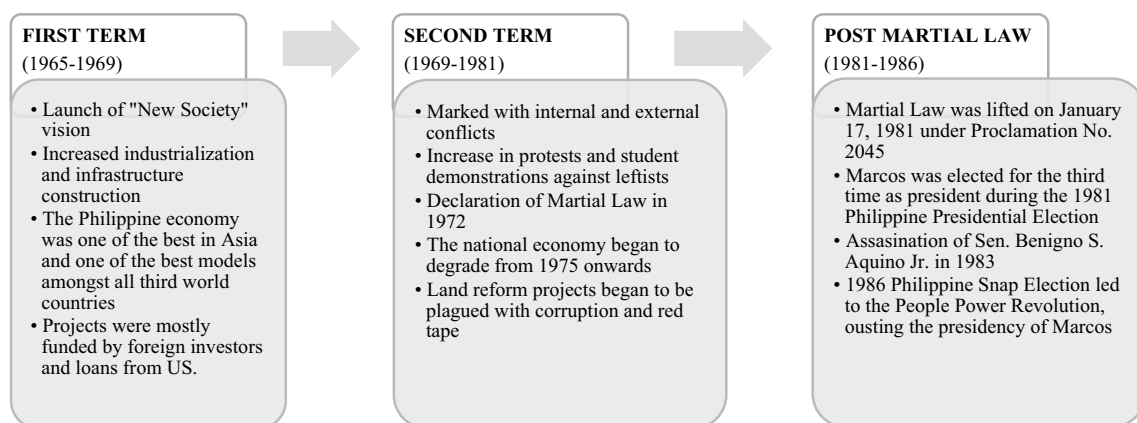 FIRST TERM
(1965-1969)
• Launch of "New Society"
vision
• Increased industrialization
and infrastructure
construction
• The Philippine economy
was one of the best in Asia
and one of the best models
amongst all third world
countries
• Projects were mostly
funded by foreign investors
and loans from US.
SECOND TERM
(1969-1981)
• Marked with internal and external
conflicts
• Increase in protests and student
demonstrations against leftists
• Declaration of Martial Law in
1972
• The national economy began to
degrade from 1975 onwards
• Land reform projects began to be
plagued with corruption and red
tape
POST MARTIAL LAW
(1981-1986)
• Martial Law was lifted on January
17, 1981 under Proclamation No.
2045
• Marcos was elected for the third
time as president during the 1981
Philippine Presidential Election
• Assasination of Sen. Benigno S.
Aquino Jr. in 1983
• 1986 Philippine Snap Election led
to the People Power Revolution,
ousting the presidency of Marcos